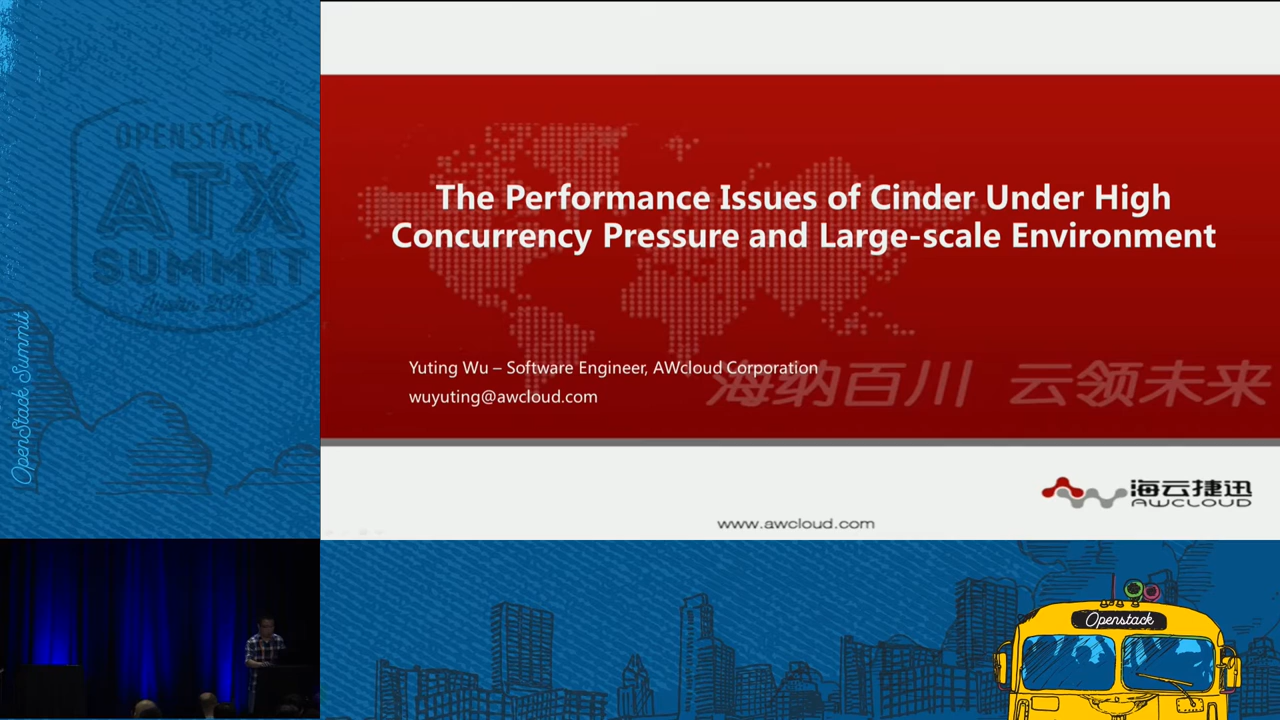 OPENSTACK
ATX
SUMMIT
Austin 2016
OpenStack Summit
The Performance Issues of Cinder Under High
Concurrency Pressure and Large-scale Environment
Yuting Wu – Software Engineer, AWcloud Corporation
wuyuting@awcloud.com
海纳百川 云领未来
海云捷迅
AWCLOUD
www.awcloud.com
Openstack